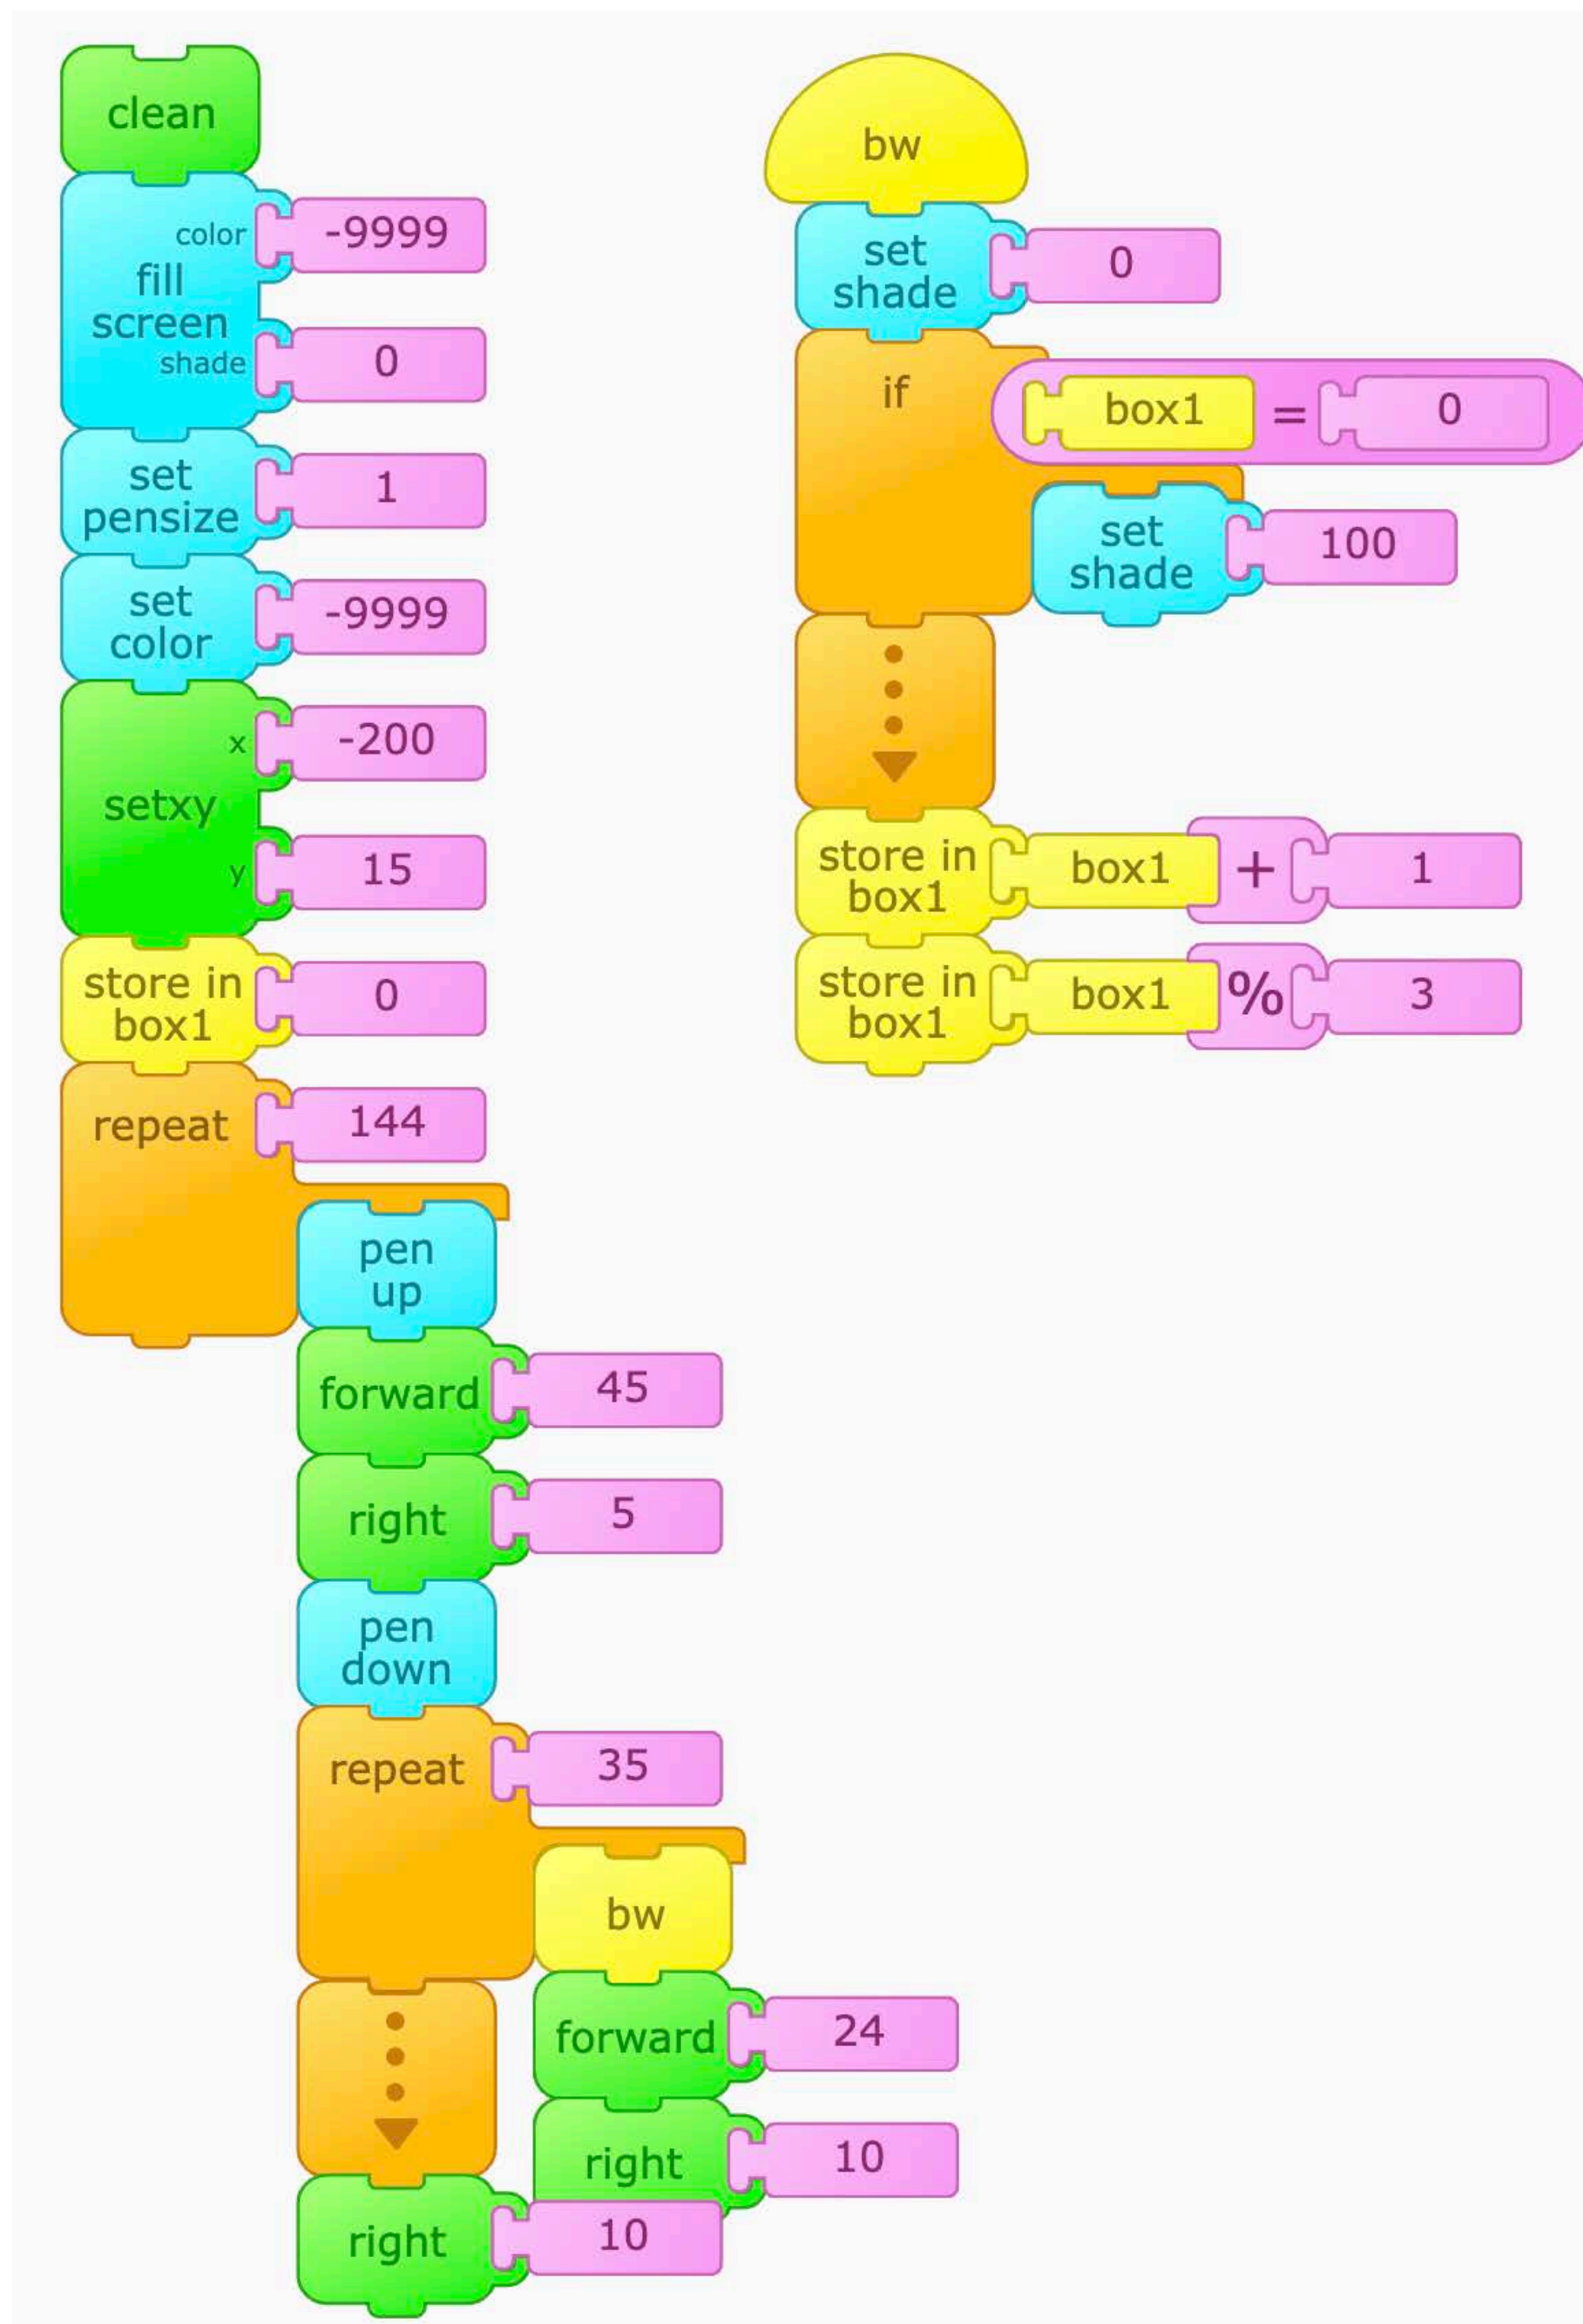 clean
color -9999
fill
screen
shade 0
set
pensize 1
set
color -9999
x -200
setxy
y 15
store in
box1 0
repeat 144
pen
up
forward 45
right 5
pen
down
repeat 35
bw
forward 24
right 10
right 10
bw
set
shade 0
if box1 = 0
set
shade 100
store in
box1 box1 + 1
store in
box1 box1 % 3